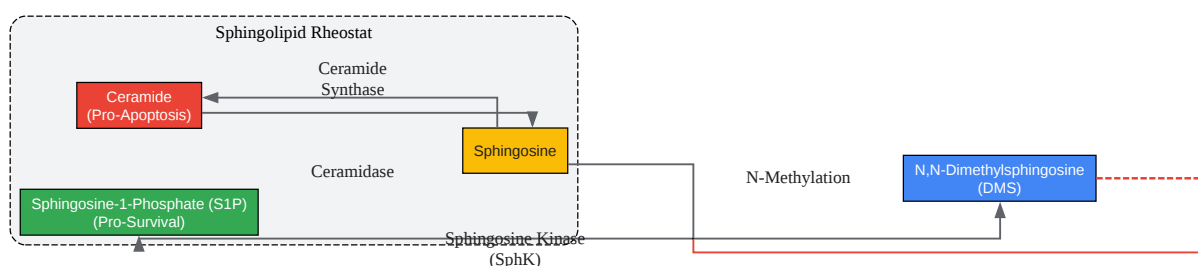 Sphingolipid Rheostat
Ceramide
Synthase
Ceramide
(Pro-Apoptosis)
Sphingosine
Ceramidase
N-Methylation
N,N-Dimethylsphingosine
(DMS)
Sphingosine-1-Phosphate (S1P)
(Pro-Survival)
Sphingosine Kinase
(SphK)